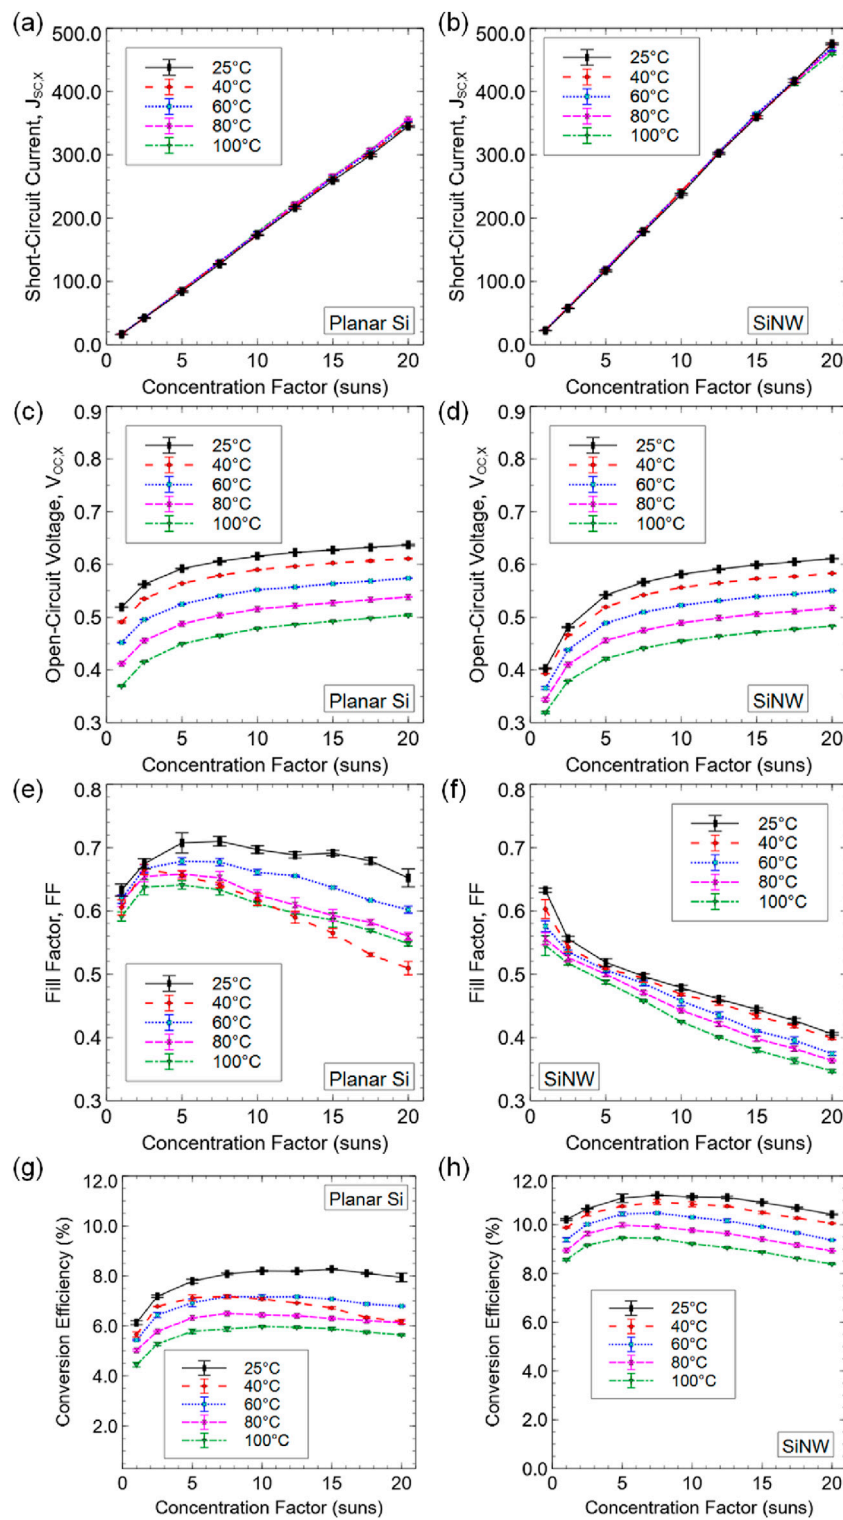 (a)
500.0
400.0
300.0
200.0
100.0
0.0
Short-Circuit Current, JSC,X
25°C
40°C
60°C
80°C
100°C
Planar Si
0 5 10 15 20
Concentration Factor (suns)
(b)
500.0
400.0
300.0
200.0
100.0
0.0
Short-Circuit Current, JSC,X
25°C
40°C
60°C
80°C
100°C
SiNW
0 5 10 15 20
Concentration Factor (suns)
(c)
0.9
0.8
0.7
0.6
0.5
0.4
0.3
Open-Circuit Voltage, VOC,X
25°C
40°C
60°C
80°C
100°C
Planar Si
0 5 10 15 20
Concentration Factor (suns)
(d)
0.9
0.8
0.7
0.6
0.5
0.4
0.3
Open-Circuit Voltage, VOC,X
25°C
40°C
60°C
80°C
100°C
SiNW
0 5 10 15 20
Concentration Factor (suns)
(e)
0.8
0.7
0.6
0.5
0.4
0.3
Fill Factor, FF
25°C
40°C
60°C
80°C
100°C
Planar Si
0 5 10 15 20
Concentration Factor (suns)
(f)
0.8
0.7
0.6
0.5
0.4
0.3
Fill Factor, FF
25°C
40°C
60°C
80°C
100°C
SiNW
0 5 10 15 20
Concentration Factor (suns)
(g)
12.0
10.0
8.0
6.0
4.0
2.0
Conversion Efficiency (%)
Planar Si
25°C
40°C
60°C
80°C
100°C
0 5 10 15 20
Concentration Factor (suns)
(h)
12.0
10.0
8.0
6.0
4.0
2.0
0.0
Conversion Efficiency (%)
25°C
40°C
60°C
80°C
100°C
SiNW
0 5 10 15 20
Concentration Factor (suns)